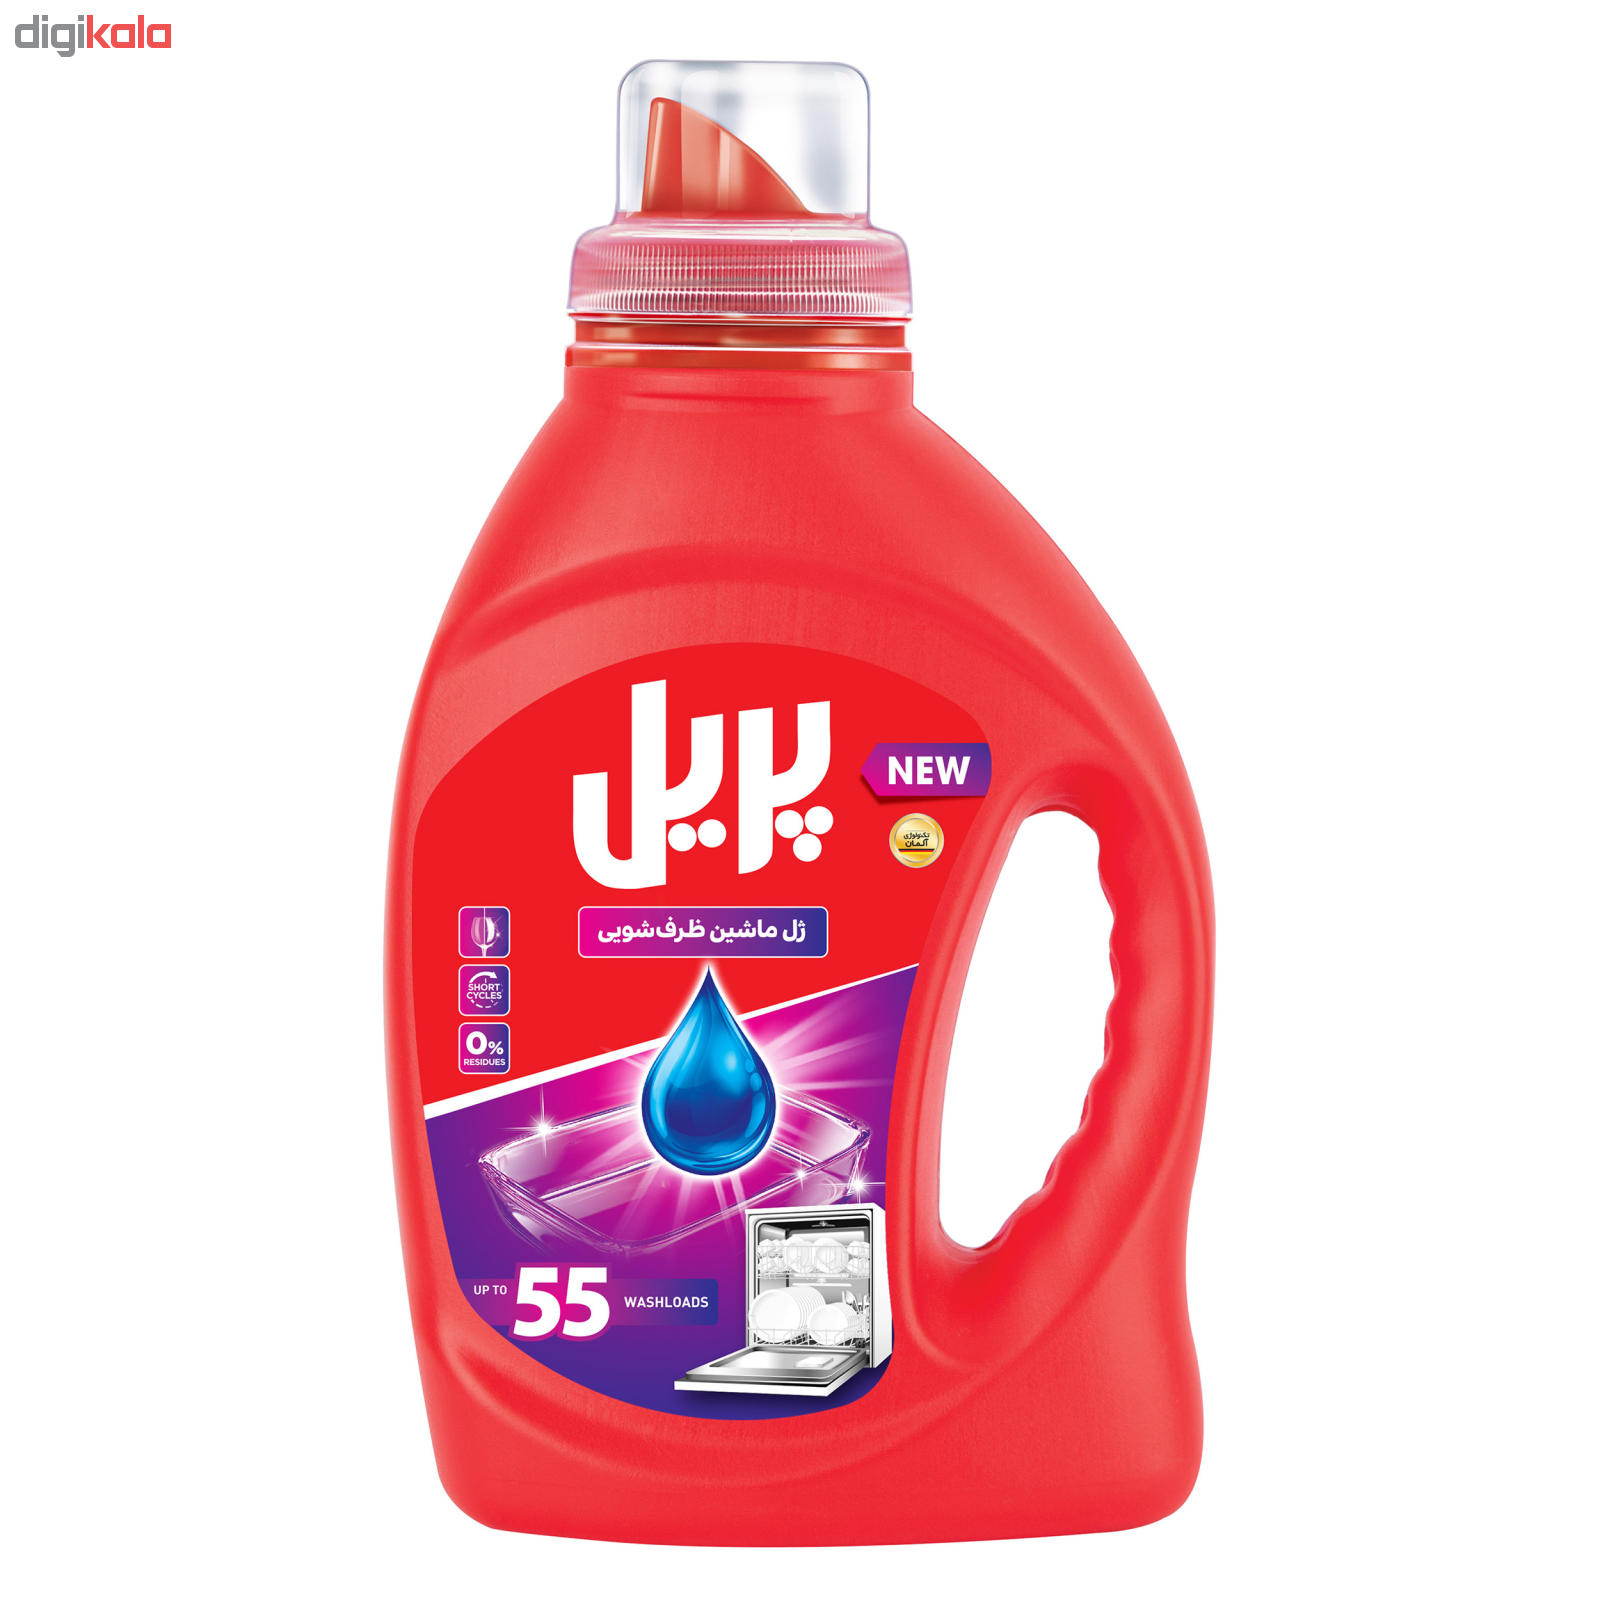 digikala
پریل
NEW
تکنولوژی
آلمان
ژل ماشین ظرف‌شویی
SHORT
CYCLES
0%
RESIDUES
UP TO 55 WASHLOADS